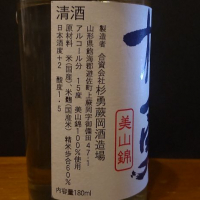 清酒
製造者 合資会社杉勇蕨岡酒造場
山形県飽海郡遊佐町上蕨岡字御備田47-1
アルコール分 15度 美山錦100%使用
原材料 米(国産)・米麹(国産米) 精米歩合60%
日本酒度+2、酸度1.5
内容量180ml
美山錦